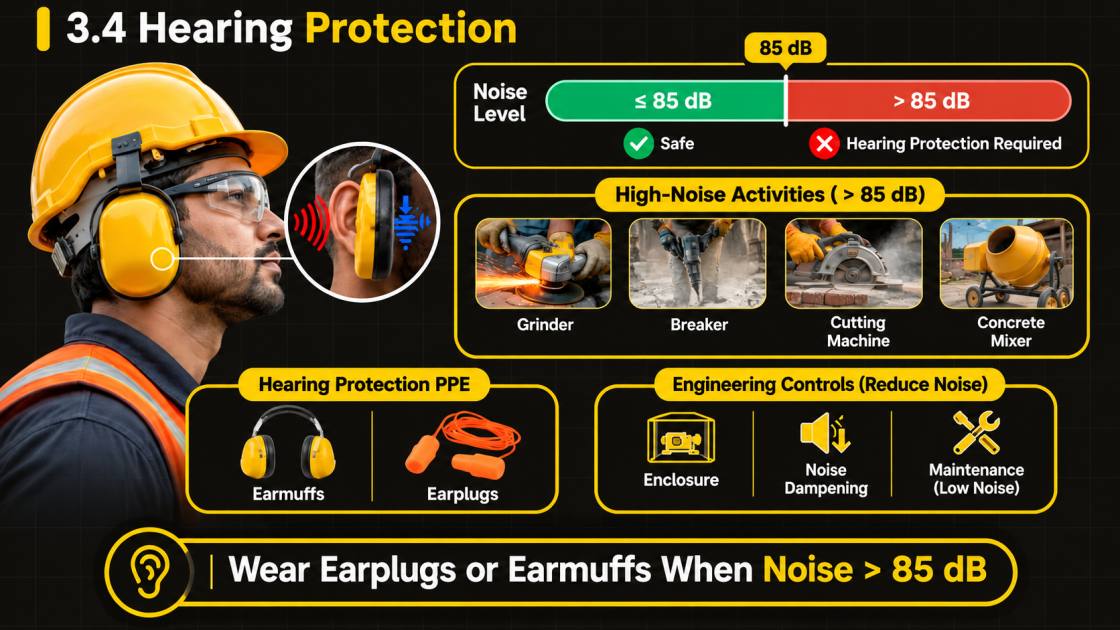 3.4 Hearing Protection
85 dB
Noise
Level
≤ 85 dB
> 85 dB
Safe
Hearing Protection Required
High-Noise Activities ( > 85 dB)
Grinder
Breaker
Cutting
Machine
Concrete
Mixer
Hearing Protection PPE
Earmuffs
Earplugs
Engineering Controls (Reduce Noise)
Enclosure
Noise
Dampening
Maintenance
(Low Noise)
Wear Earplugs or Earmuffs When Noise > 85 dB